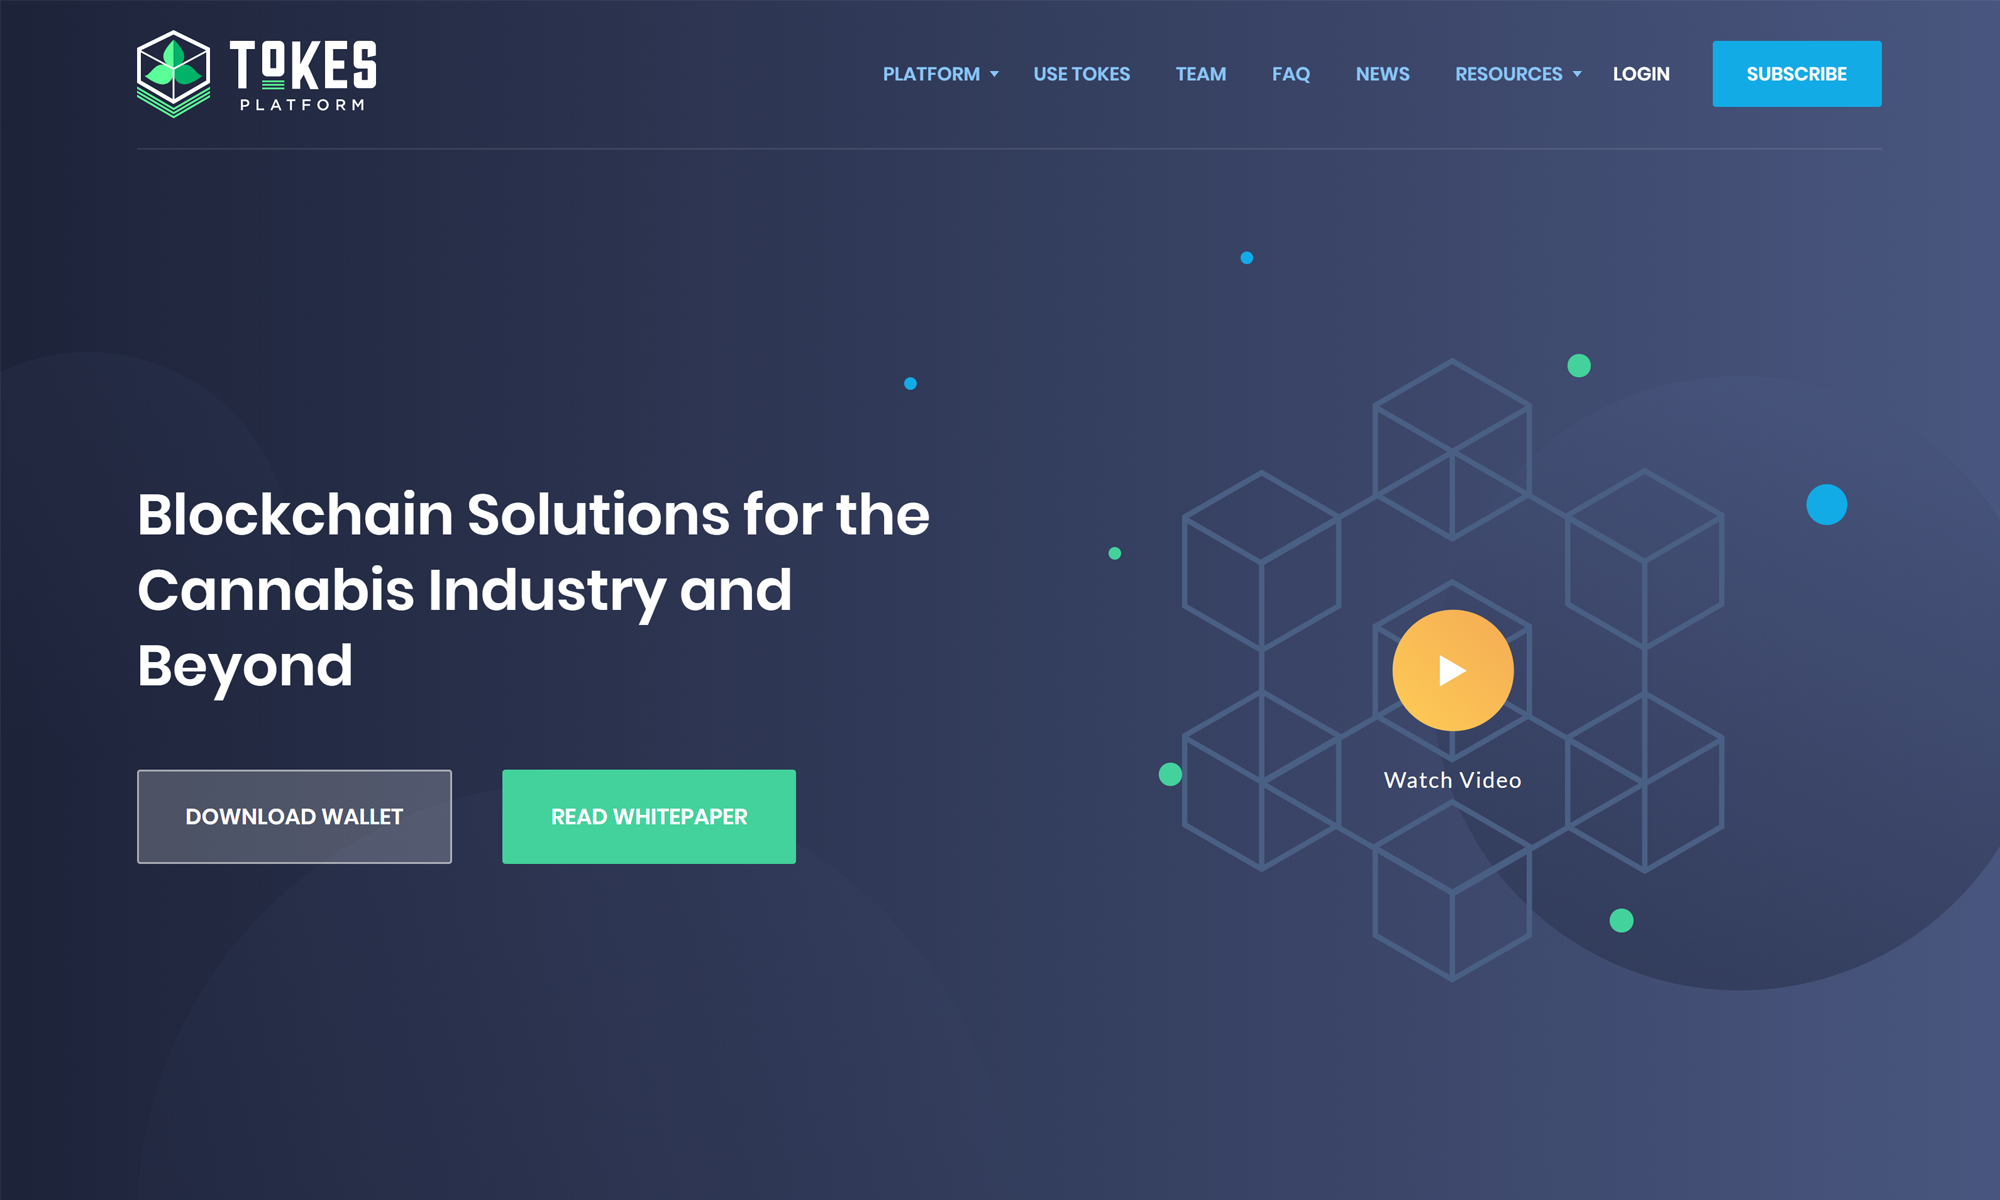 TOKES
PLATFORM
PLATFORM USE TOKES TEAM FAQ NEWS RESOURCES LOGIN SUBSCRIBE
Blockchain Solutions for the
Cannabis Industry and
Beyond
DOWNLOAD WALLET READ WHITEPAPER
Watch Video